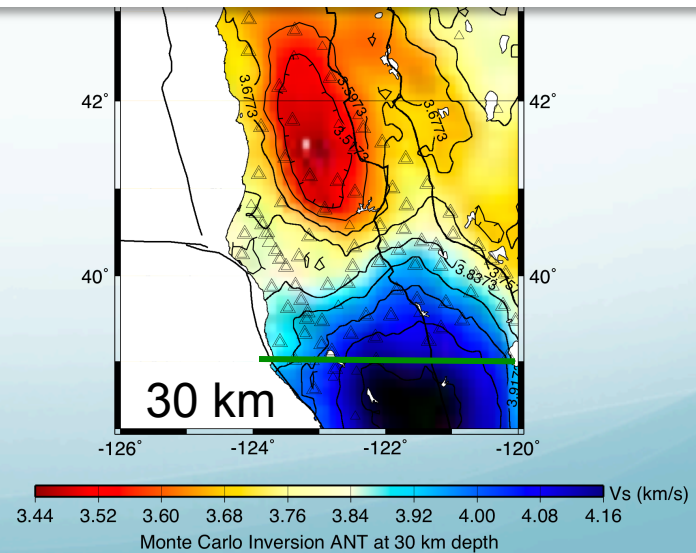 42° 42°
3.6773 3.5973 3.6773
3.5173
40° 40°
3.8373 3.75
3.917
30 km
-126° -124° -122° -120°
Vs (km/s)
3.44 3.52 3.60 3.68 3.76 3.84 3.92 4.00 4.08 4.16
Monte Carlo Inversion ANT at 30 km depth